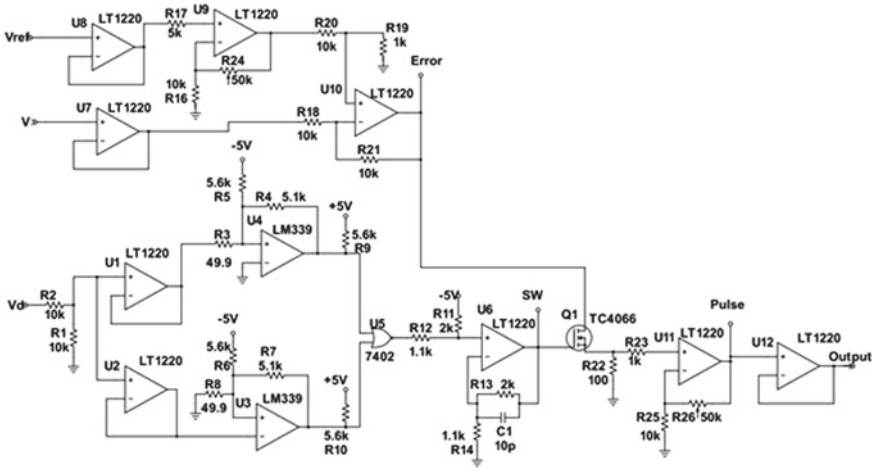 U8
LT1220
R17
5k
U9
LT1220
R20
10k
R19
1k
Vref
R24
50k
10k
R16
Error
U7
LT1220
V
R18
10k
U10
LT1220
R21
10k
-5V
5.6k
R5
R4 5.1k
U4
+5V
5.6k
R9
R3
49.9
LM339
U1
LT1220
Vd
R2
10k
R1
10k
U2
LT1220
-5V
5.6k
R6
R7
5.1k
R8
49.9
U3
LM339
+5V
5.6k
R10
U5
7402
R12
1.1k
-5V
R11
2k
U6
LT1220
SW
R13 2k
C1
10p
1.1k
R14
Q1
TC4066
R22
100
R23
1k
U11
LT1220
Pulse
R25
10k
R26 50k
U12
LT1220
Output